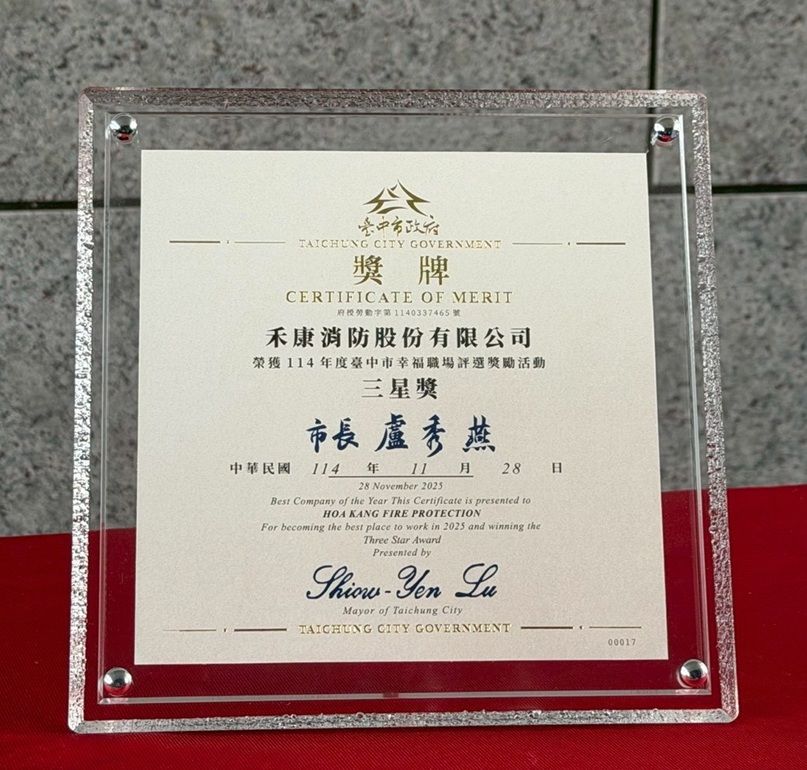 臺中市政府
TAICHUNG CITY GOVERNMENT
獎牌
CERTIFICATE OF MERIT
府授勞動字第1140337465號
禾康消防股份有限公司
榮獲114年度臺中市幸福職場評選獎勵活動
三星獎
市長 盧秀燕
中華民國 114 年 11 月 28 日
28 November 2025
Best Company of the Year This Certificate is presented to
HOA KANG FIRE PROTECTION
For becoming the best place to work in 2025 and winning the
Three Star Award
Presented by
Shiow-Yen Lu
Mayor of Taichung City
TAICHUNG CITY GOVERNMENT
00017